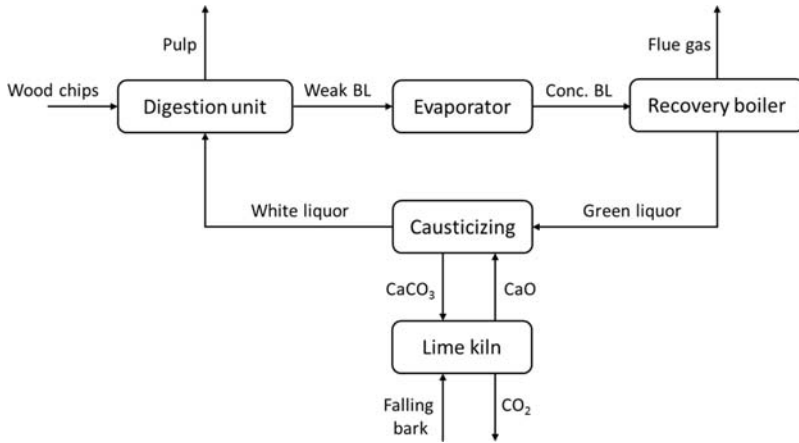 Pulp
Flue gas
Wood chips
Digestion unit
Weak BL
Evaporator
Conc. BL
Recovery boiler
White liquor
Causticizing
Green liquor
CaCO₃
CaO
Lime kiln
Falling
bark
CO₂